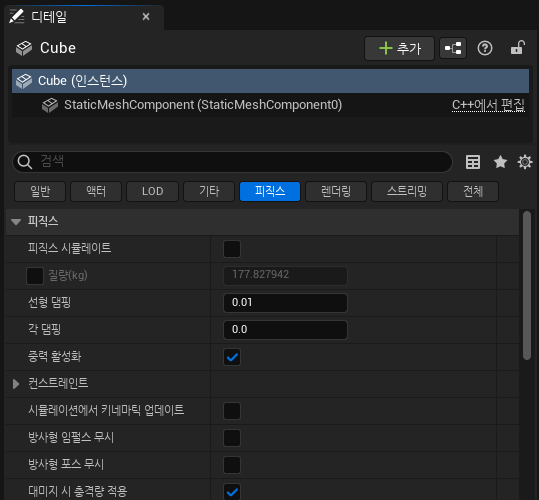 디테일
Cube
추가
Cube (인스턴스)
StaticMeshComponent (StaticMeshComponent0) C++에서 편집
검색
일반 액터 LOD 기타 피직스 렌더링 스트리밍 전체
피직스
피직스 시뮬레이트
질량(kg) 177.827942
선형 댐핑 0.01
각 댐핑 0.0
중력 활성화
컨스트레인트
시뮬레이션에서 키네마틱 업데이트
방사형 임펄스 무시
방사형 포스 무시
대미지 시 충격량 적용